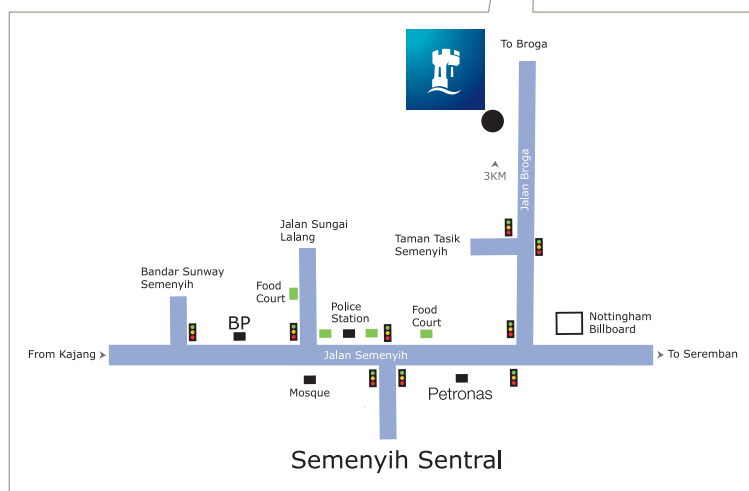 To Broga
Jalan Broga
3KM
Jalan Sungai
Lalang
Taman Tasik
Semenyih
Bandar Sunway
Semenyih
Food
Court
BP
Police
Station
Food
Court
Nottingham
Billboard
From Kajang
Jalan Semenyih
To Seremban
Mosque
Petronas
Semenyih Sentral